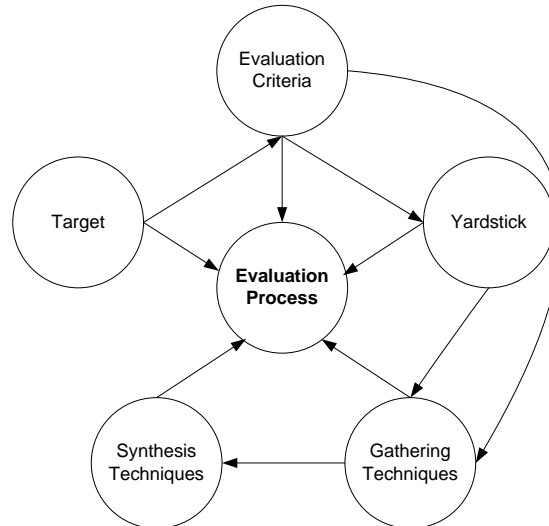 Evaluation
Criteria
Target
Yardstick
Evaluation
Process
Synthesis
Techniques
Gathering
Techniques